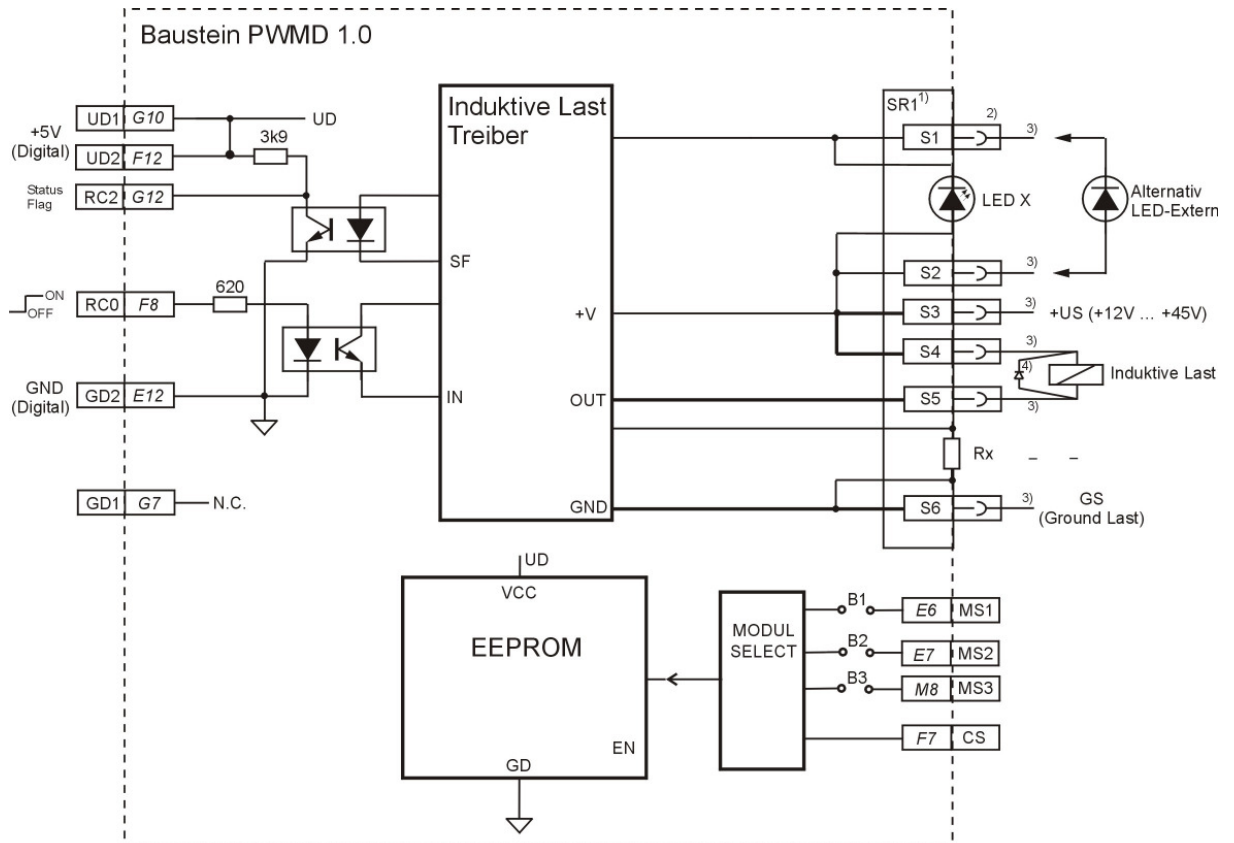 Baustein PWMD 1.0
UD1 G10
UD
+5V
(Digital)
3k9
UD2 F12
Status
Flag
RC2 G12
SF
620
ON
OFF
RC0 F8
GND
(Digital)
GD2 E12
IN
GD1 G7
N.C.
Induktive Last
Treiber
+V
OUT
GND
SR1 1)
2)
S1
3)
LED X
Alternativ
LED-Extern
S2
3)
S3
3)
+US (+12V ... +45V)
S4
3)
4)
Induktive Last
S5
3)
Rx
– –
S6
3)
GS
(Ground Last)
UD
VCC
EEPROM
EN
GD
MODUL
SELECT
B1
E6 MS1
B2
E7 MS2
B3
M8 MS3
F7 CS